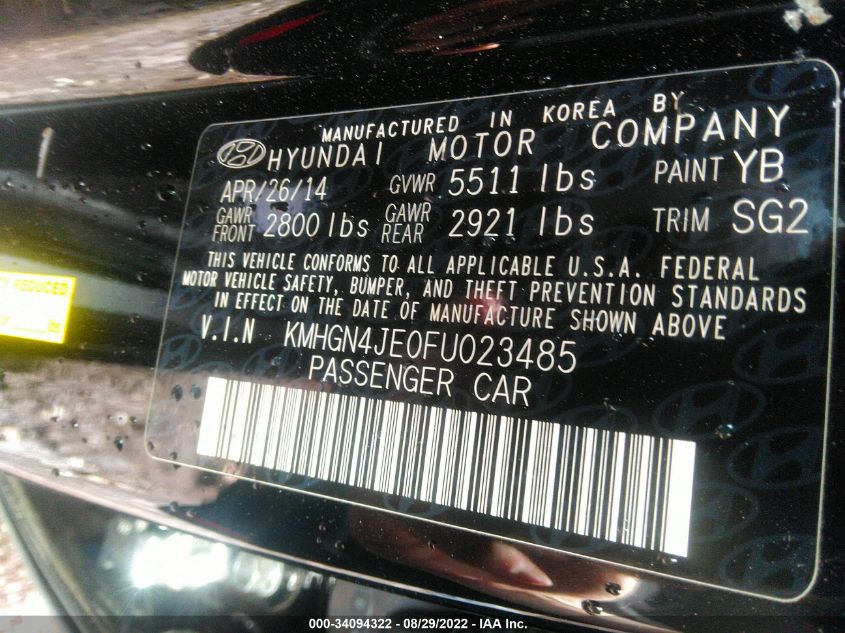 MANUFACTURED IN KOREA BY
HYUNDAI MOTOR COMPANY
APR/26/14 GVWR 5511 lbs PAINT YB
GAWR FRONT 2800 lbs GAWR REAR 2921 lbs TRIM SG2
THIS VEHICLE CONFORMS TO ALL APPLICABLE U.S.A. FEDERAL
MOTOR VEHICLE SAFETY, BUMPER, AND THEFT PREVENTION STANDARDS
IN EFFECT ON THE DATE OF MANUFACTURE SHOWN ABOVE
V.I.N KMHGN4JE0FU023485
PASSENGER CAR
REDUCED
000-34094322 - 08/29/2022 - IAA Inc.